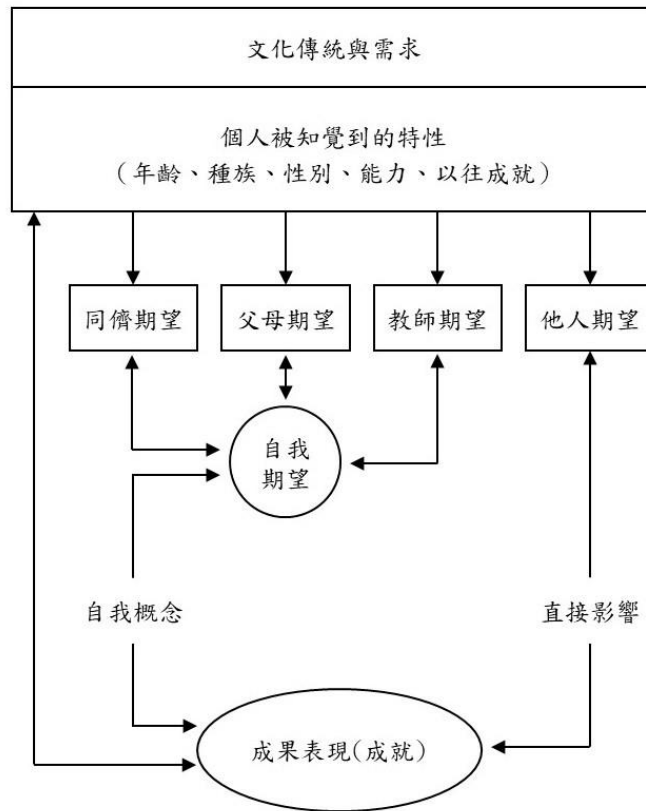 文化傳統與需求
個人被知覺到的特性
（年齡、種族、性別、能力、以往成就）
同儕期望
父母期望
教師期望
他人期望
自我
期望
自我概念
直接影響
成果表現(成就)